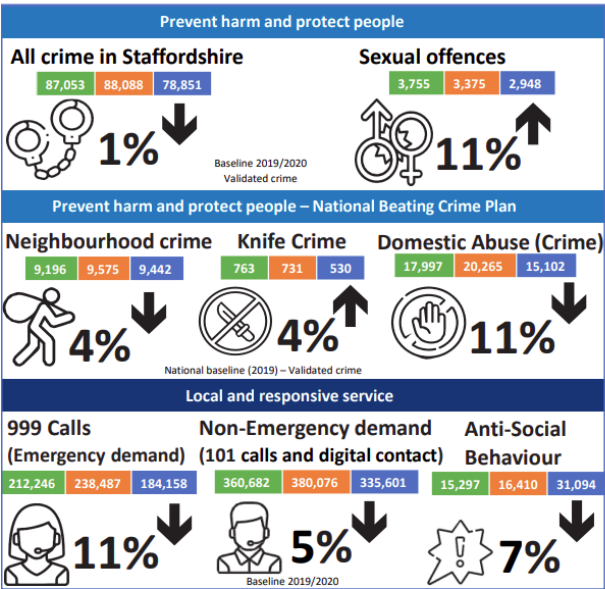 Prevent harm and protect people
All crime in Staffordshire
87,053 88,088 78,851
1%
Baseline 2019/2020
Validated crime
Sexual offences
3,755 3,375 2,948
11%
Prevent harm and protect people – National Beating Crime Plan
Neighbourhood crime
9,196 9,575 9,442
4%
Knife Crime
763 731 530
4%
Domestic Abuse (Crime)
17,997 20,265 15,102
11%
National baseline (2019) – Validated crime
Local and responsive service
999 Calls
(Emergency demand)
212,246 238,487 184,158
11%
Non-Emergency demand
(101 calls and digital contact)
360,682 380,076 335,601
5%
Baseline 2019/2020
Anti-Social
Behaviour
15,297 16,410 31,094
7%